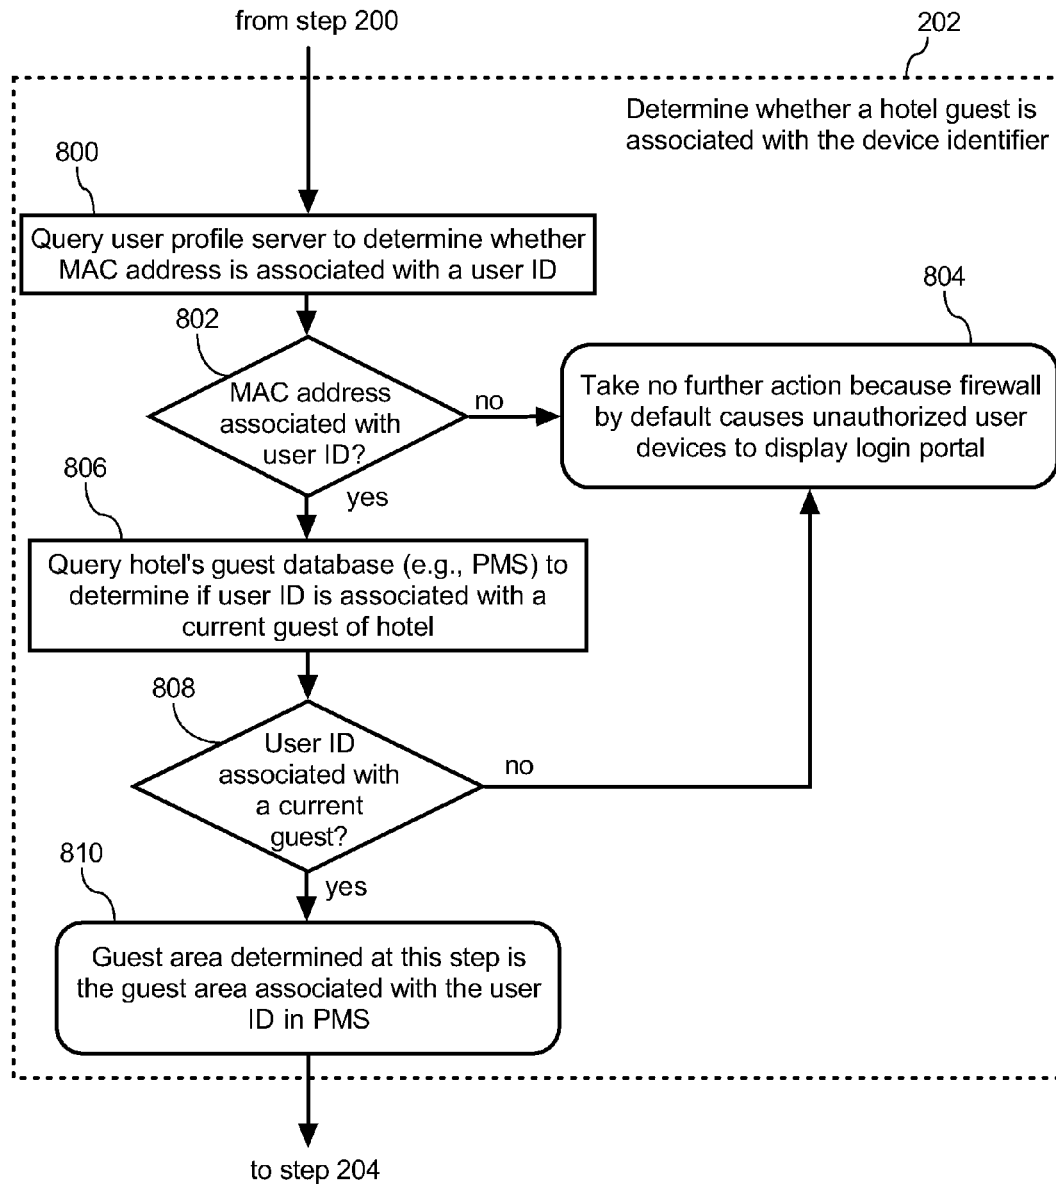 from step 200
202
Determine whether a hotel guest is
associated with the device identifier
800
Query user profile server to determine whether
MAC address is associated with a user ID
802
MAC address
associated with
user ID?
no
yes
804
Take no further action because firewall
by default causes unauthorized user
devices to display login portal
806
Query hotel's guest database (e.g., PMS) to
determine if user ID is associated with a
current guest of hotel
808
User ID
associated with
a current
guest?
no
yes
810
Guest area determined at this step is
the guest area associated with the user
ID in PMS
to step 204